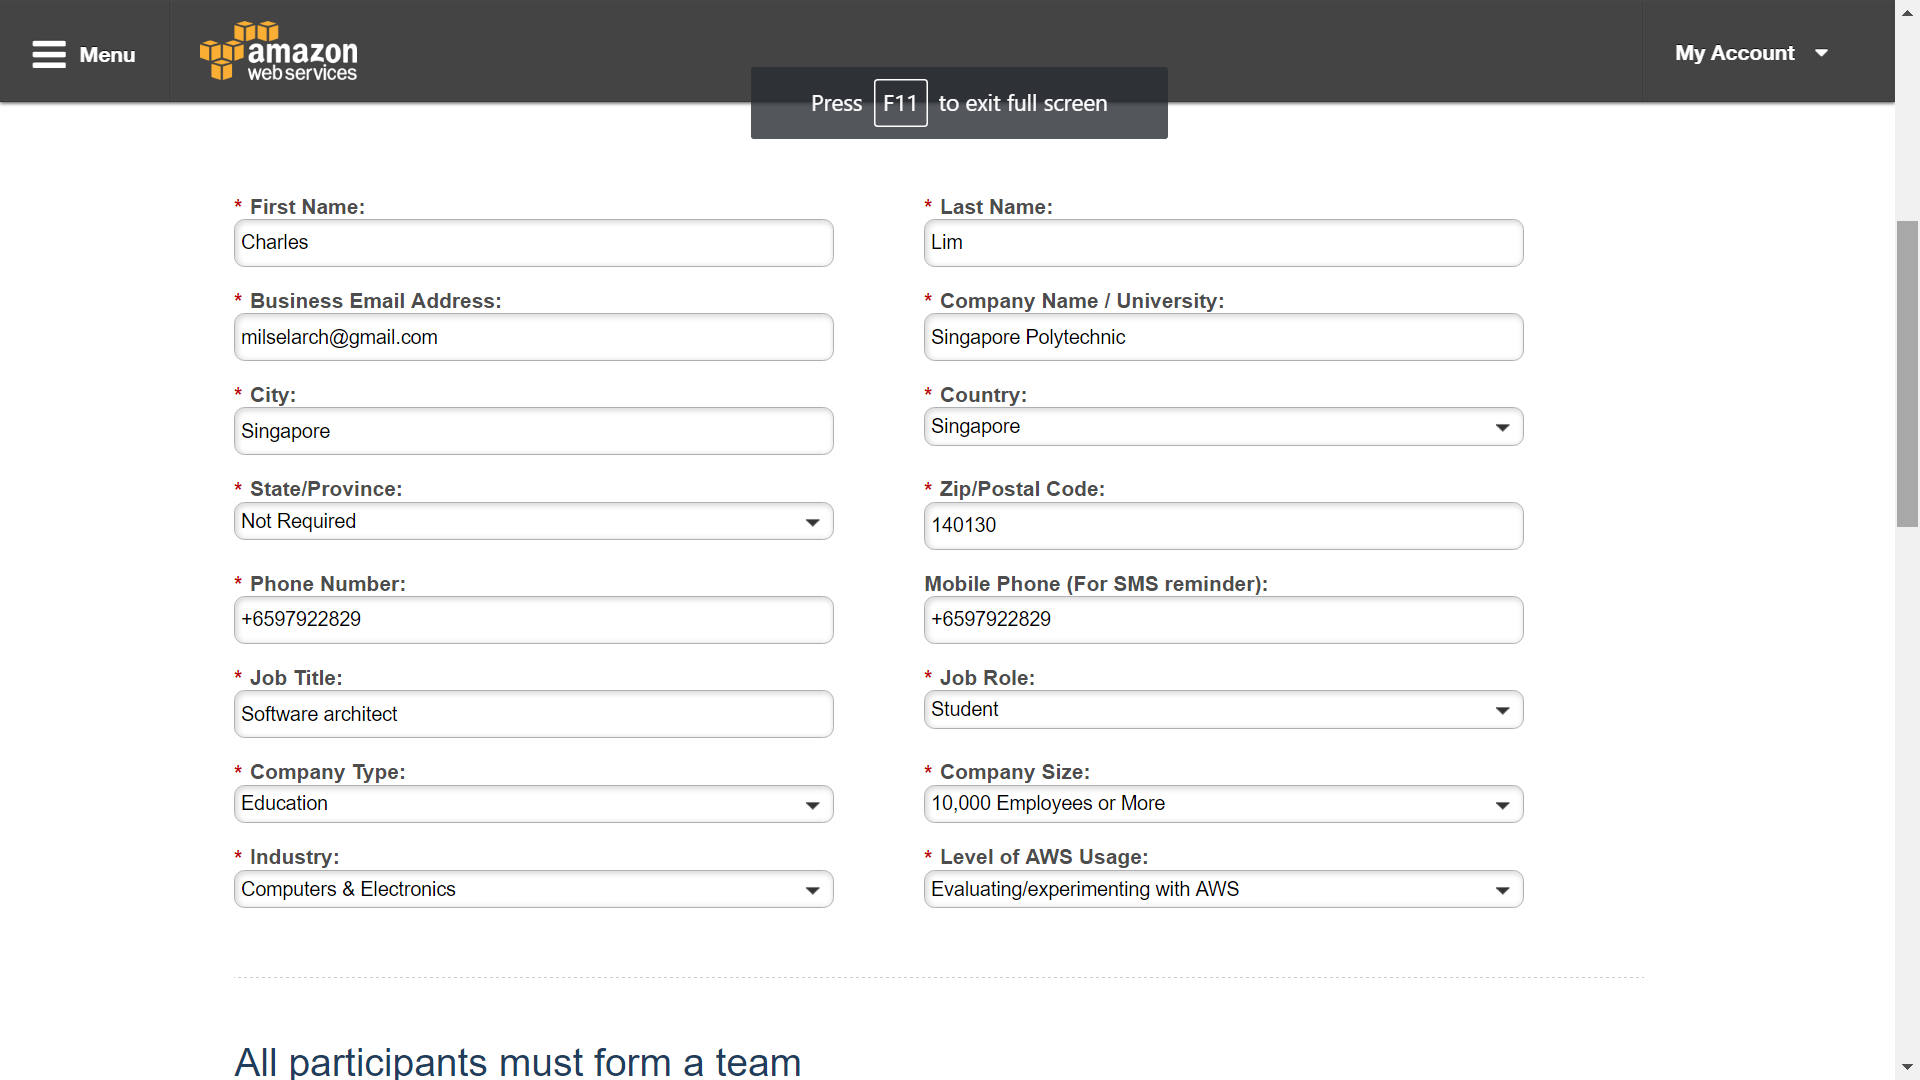 Menu
amazon
web services
My Account
Press F11 to exit full screen
* First Name:
Charles
* Last Name:
Lim
* Business Email Address:
milselarch@gmail.com
* Company Name / University:
Singapore Polytechnic
* City:
Singapore
* Country:
Singapore
* State/Province:
Not Required
* Zip/Postal Code:
140130
* Phone Number:
+6597922829
Mobile Phone (For SMS reminder):
+6597922829
* Job Title:
Software architect
* Job Role:
Student
* Company Type:
Education
* Company Size:
10,000 Employees or More
* Industry:
Computers & Electronics
* Level of AWS Usage:
Evaluating/experimenting with AWS
All participants must form a team